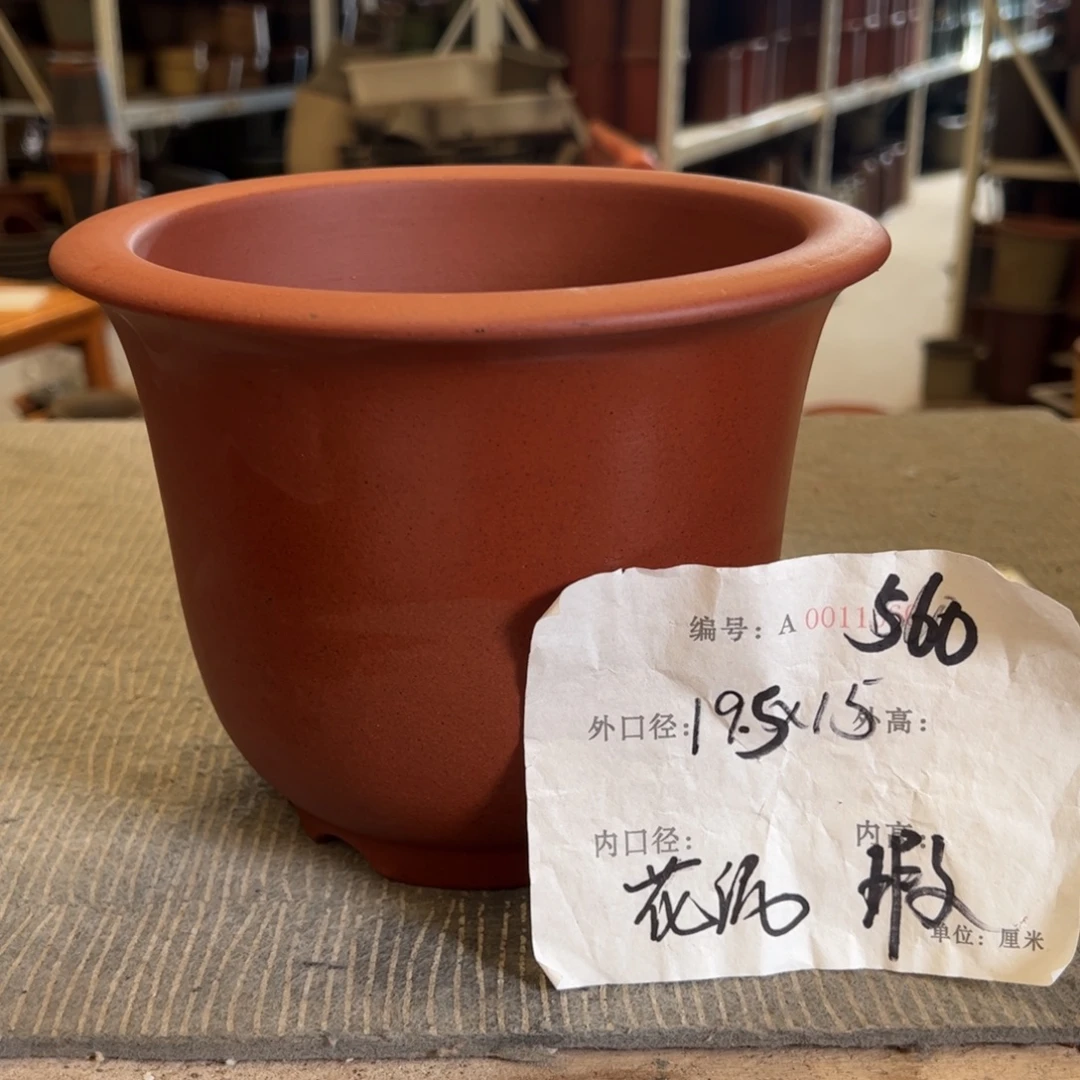 编号: A 0011 560
外口径: 19.5x15 外高:
内口径: 内高:
花泥 瑕
单位: 厘米